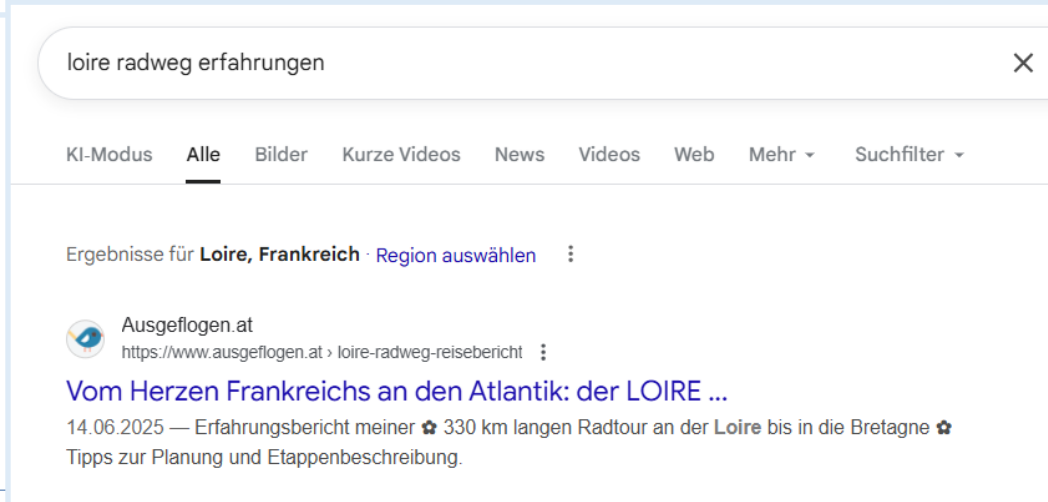 loire radweg erfahrungen
KI-Modus Alle Bilder Kurze Videos News Videos Web Mehr Suchfilter
Ergebnisse für Loire, Frankreich · Region auswählen
Ausgeflogen.at
https://www.ausgeflogen.at › loire-radweg-reisebericht
Vom Herzen Frankreichs an den Atlantik: der LOIRE ...
14.06.2025 — Erfahrungsbericht meiner ✿ 330 km langen Radtour an der Loire bis in die Bretagne ✿
Tipps zur Planung und Etappenbeschreibung.